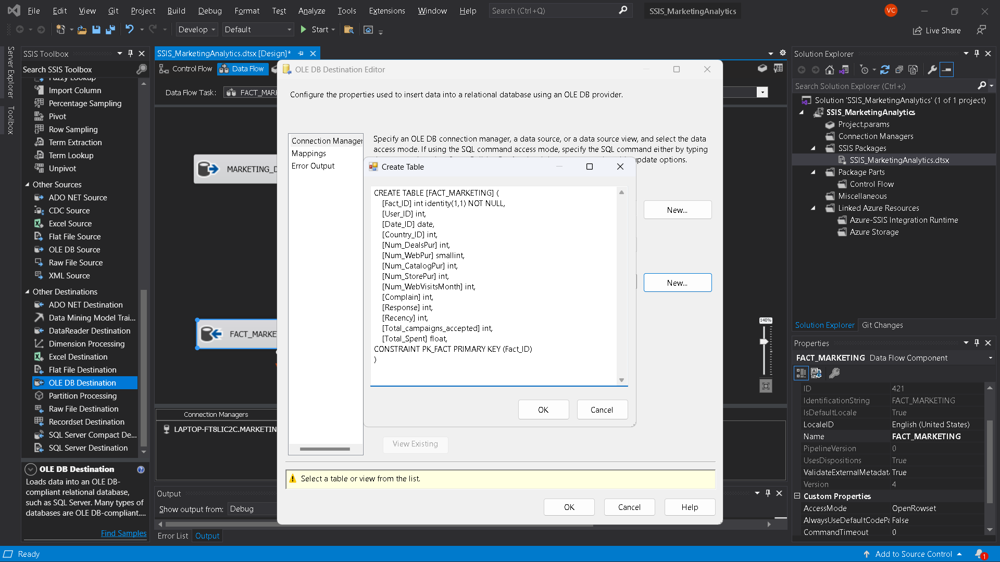 File Edit View Git Project Build Debug Format Test Analyze Tools Extensions Window Help Search (Ctrl+Q) SSIS_MarketingAnalytics VC
Develop Default Start Live Share
Server Explorer
Toolbox
SSIS Toolbox
Search SSIS Toolbox
Fuzzy Lookup
Import Column
Percentage Sampling
Pivot
Row Sampling
Term Extraction
Term Lookup
Unpivot
Other Sources
ADO NET Source
CDC Source
Excel Source
Flat File Source
OLE DB Source
Raw File Source
XML Source
Other Destinations
ADO NET Destination
Data Mining Model Trai...
DataReader Destination
Dimension Processing
Excel Destination
Flat File Destination
OLE DB Destination
Partition Processing
Raw File Destination
Recordset Destination
SQL Server Compact De...
SQL Server Destination
OLE DB Destination
Loads data into an OLE DB-
compliant relational database,
such as SQL Server. Many types of
databases are OLE DB-compliant....
Find Samples
SSIS_MarketingAnalytics.dtsx [Design]*
Control Flow Data Flow
Data Flow Task: FACT_MARK
MARKETING_D
FACT_MARKE
140%
Connection Managers
LAPTOP-FT8LIC2C.MARKETIN
Output
Show output from: Debug
Error List Output
OLE DB Destination Editor
Configure the properties used to insert data into a relational database using an OLE DB provider.
Connection Manager
Mappings
Error Output
Specify an OLE DB connection manager, a data source, or a data source view, and select the data
access mode. If using the SQL command access mode, specify the SQL command either by typing
update options.
New...
New...
View Existing
Select a table or view from the list.
OK Cancel Help
Create Table
CREATE TABLE [FACT_MARKETING] (
[Fact_ID] int identity(1,1) NOT NULL,
[User_ID] int,
[Date_ID] date,
[Country_ID] int,
[Num_DealsPur] int,
[Num_WebPur] smallint,
[Num_CatalogPur] int,
[Num_StorePur] int,
[Num_WebVisitsMonth] int,
[Complain] int,
[Response] int,
[Recency] int,
[Total_campaigns_accepted] int,
[Total_Spent] float,
CONSTRAINT PK_FACT PRIMARY KEY (Fact_ID)
)
OK Cancel
Solution Explorer
Search Solution Explorer (Ctrl+;)
Solution 'SSIS_MarketingAnalytics' (1 of 1 project)
SSIS_MarketingAnalytics
Project.params
Connection Managers
SSIS Packages
SSIS_MarketingAnalytics.dtsx
Package Parts
Control Flow
Miscellaneous
Linked Azure Resources
Azure-SSIS Integration Runtime
Azure Storage
Solution Explorer Git Changes
Properties
FACT_MARKETING Data Flow Component
ID 421
IdentificationString FACT_MARKETING
IsDefaultLocale True
LocaleID English (United States)
Name FACT_MARKETING
PipelineVersion 0
UsesDispositions True
ValidateExternalMetadat True
Version 4
Custom Properties
AccessMode OpenRowset
AlwaysUseDefaultCodePa False
CommandTimeout 0
Ready Add to Source Control 1